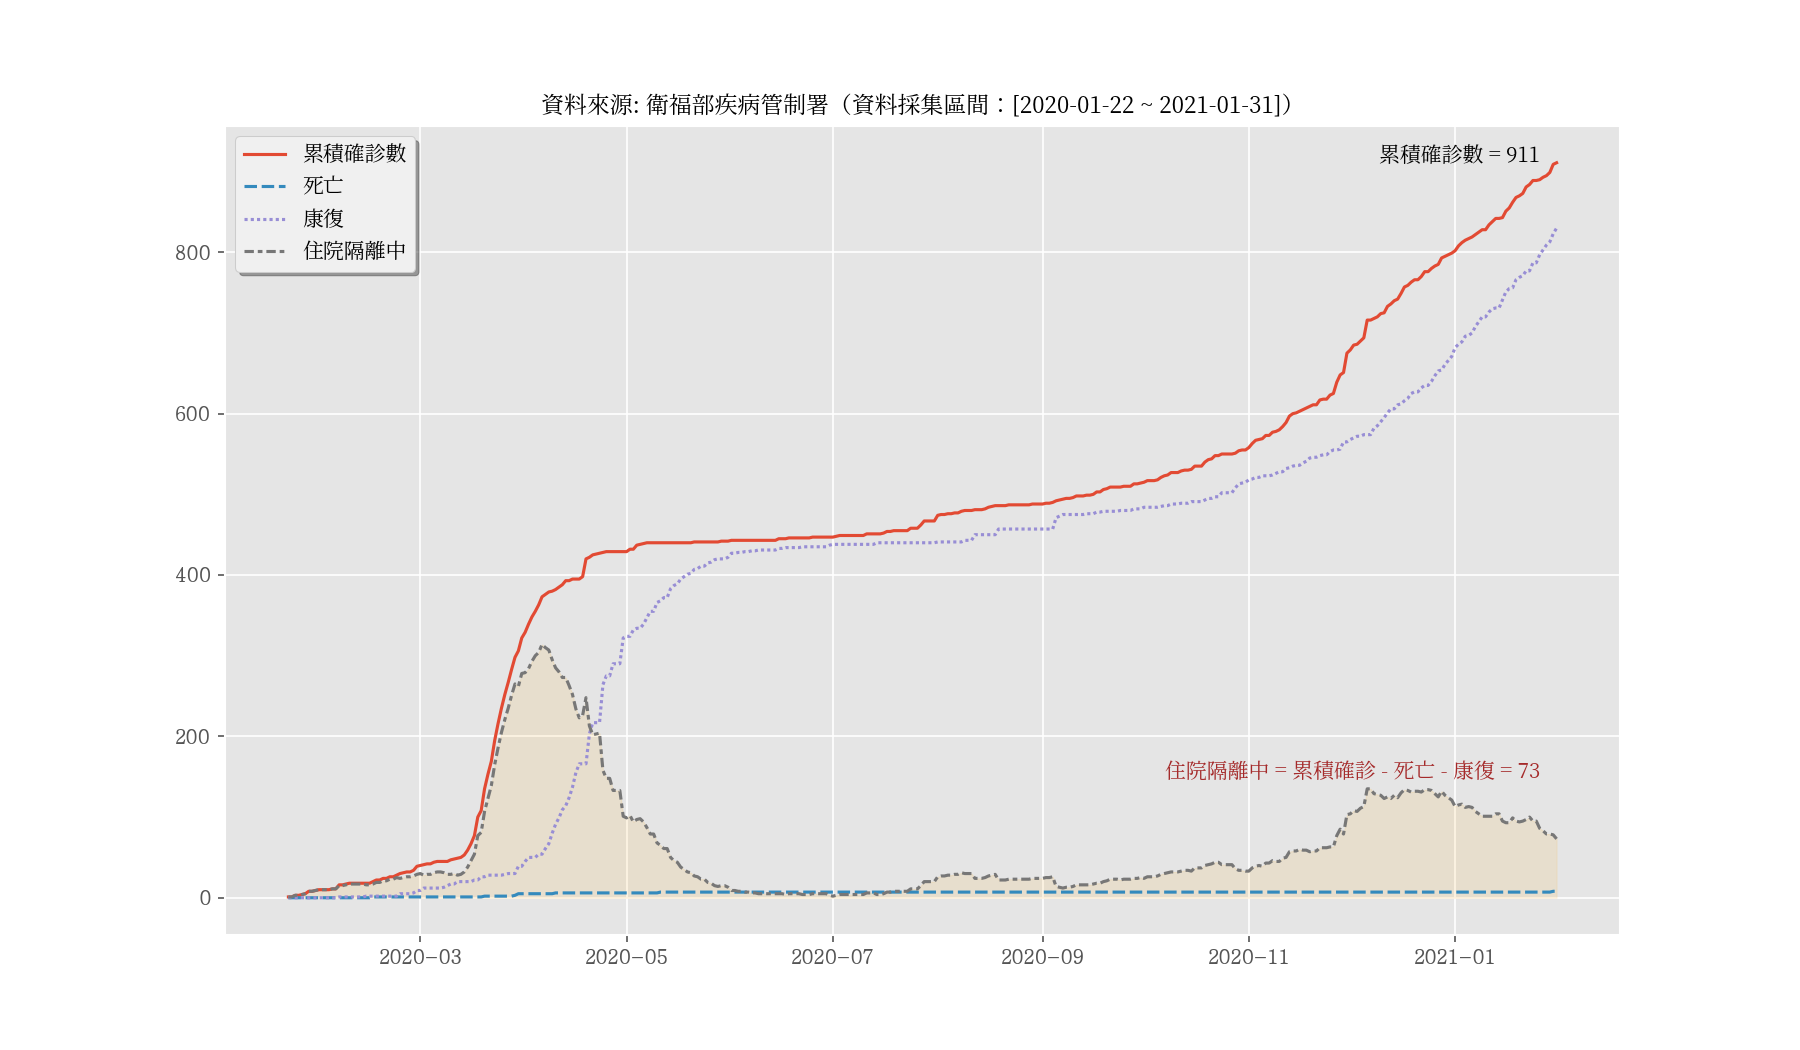 資料來源: 衛福部疾病管制署（資料採集區間：[2020-01-22 ~ 2021-01-31]）
累積確診數
死亡
康復
住院隔離中
累積確診數 = 911
住院隔離中 = 累積確診 - 死亡 - 康復 = 73
800
600
400
200
0
2020−03
2020−05
2020−07
2020−09
2020−11
2021−01